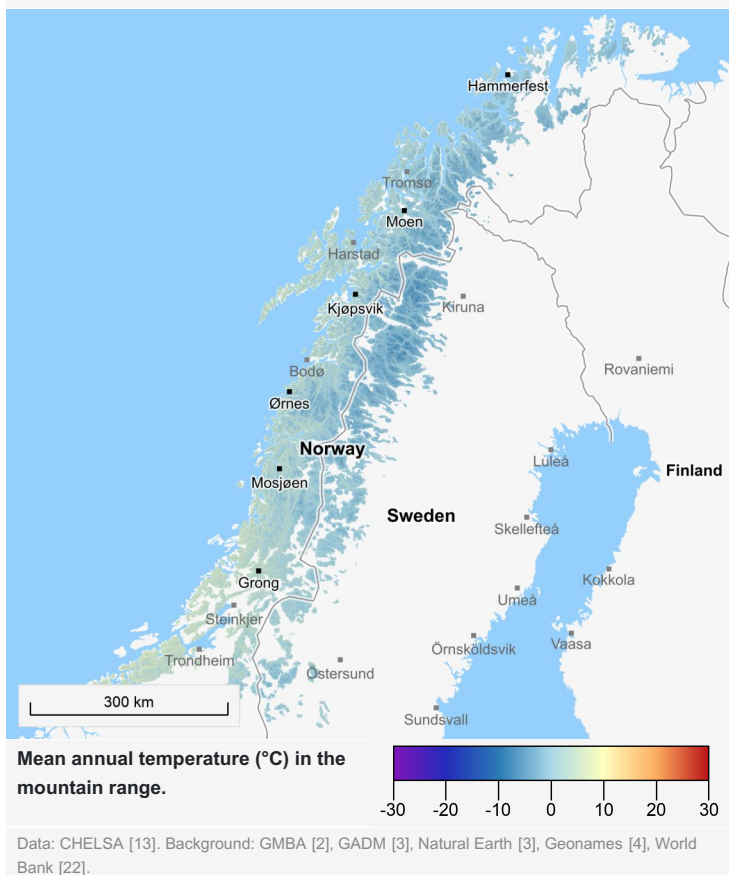 Hammerfest
Tromsø
Moen
Harstad
Kjøpsvik
Kiruna
Bodø
Rovaniemi
Ørnes
Norway
Luleå
Finland
Mosjøen
Sweden
Skellefteå
Grong
Kokkola
Umeå
Steinkjer
Örnsköldsvik
Vaasa
Trondheim
Östersund
300 km
Sundsvall
Mean annual temperature (°C) in the
mountain range.
-30 -20 -10 0 10 20 30
Data: CHELSA [13]. Background: GMBA [2], GADM [3], Natural Earth [3], Geonames [4], World
Bank [22].